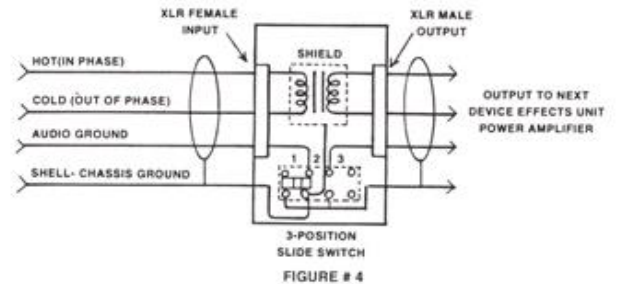 XLR FEMALE
INPUT
XLR MALE
OUTPUT
SHIELD
HOT(IN PHASE)
COLD (OUT OF PHASE)
AUDIO GROUND
SHELL- CHASSIS GROUND
OUTPUT TO NEXT
DEVICE EFFECTS UNIT
POWER AMPLIFIER
1 2 3
3-POSITION
SLIDE SWITCH
FIGURE # 4